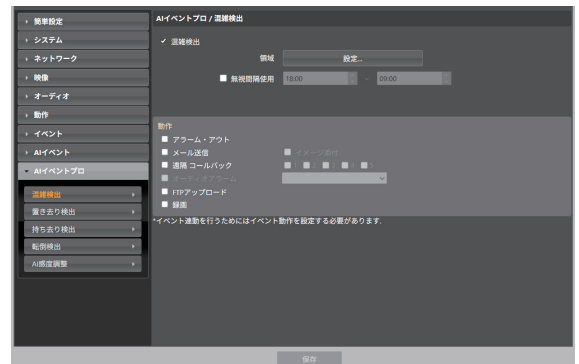 簡単設定
システム
ネットワーク
映像
オーディオ
動作
イベント
AIイベント
AIイベントプロ
混雑検出
置き去り検出
持ち去り検出
転倒検出
AI感度調整
AIイベントプロ / 混雑検出
混雑検出
領域 設定...
無視間隔使用 18:00 - 09:00
動作
アラーム・アウト
メール送信 イメージ添付
遠隔 コールバック 1 2 3 4 5
オーディオアラーム
FTPアップロード
録画
*イベント連動を行うためにはイベント動作を設定する必要があります.
保存